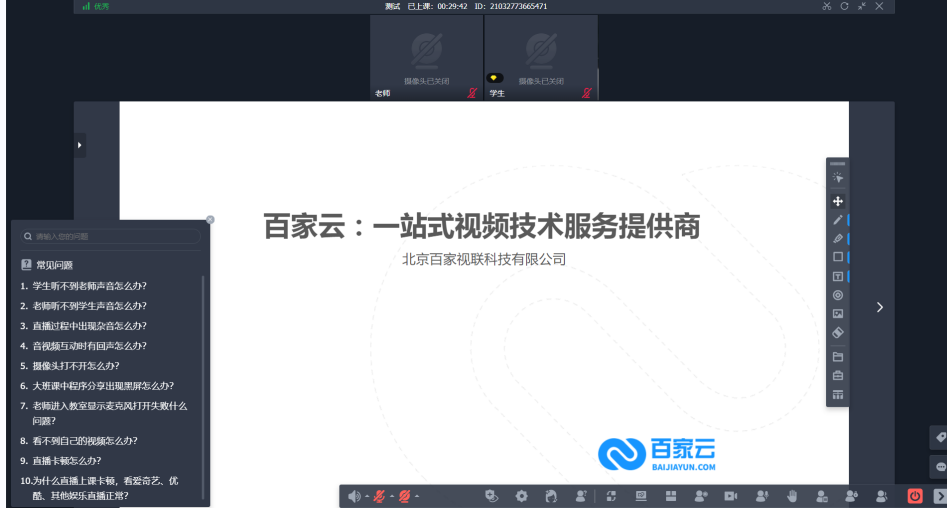 优秀
测试 已上课: 00:29:42 ID: 21032773665471
摄像头已关闭
老师
摄像头已关闭
学生
百家云：一站式视频技术服务提供商
北京百家视联科技有限公司
请输入您的问题
常见问题
1. 学生听不到老师声音怎么办?
2. 老师听不到学生声音怎么办?
3. 直播过程中出现杂音怎么办?
4. 音视频互动时有回声怎么办?
5. 摄像头打不开怎么办?
6. 大班课中程序分享出现黑屏怎么办?
7. 老师进入教室显示麦克风打开失败什么
问题?
8. 看不到自己的视频怎么办?
9. 直播卡顿怎么办?
10.为什么直播上课卡顿，看爱奇艺、优
酷、其他娱乐直播正常?
百家云
BAIJIAYUN.COM